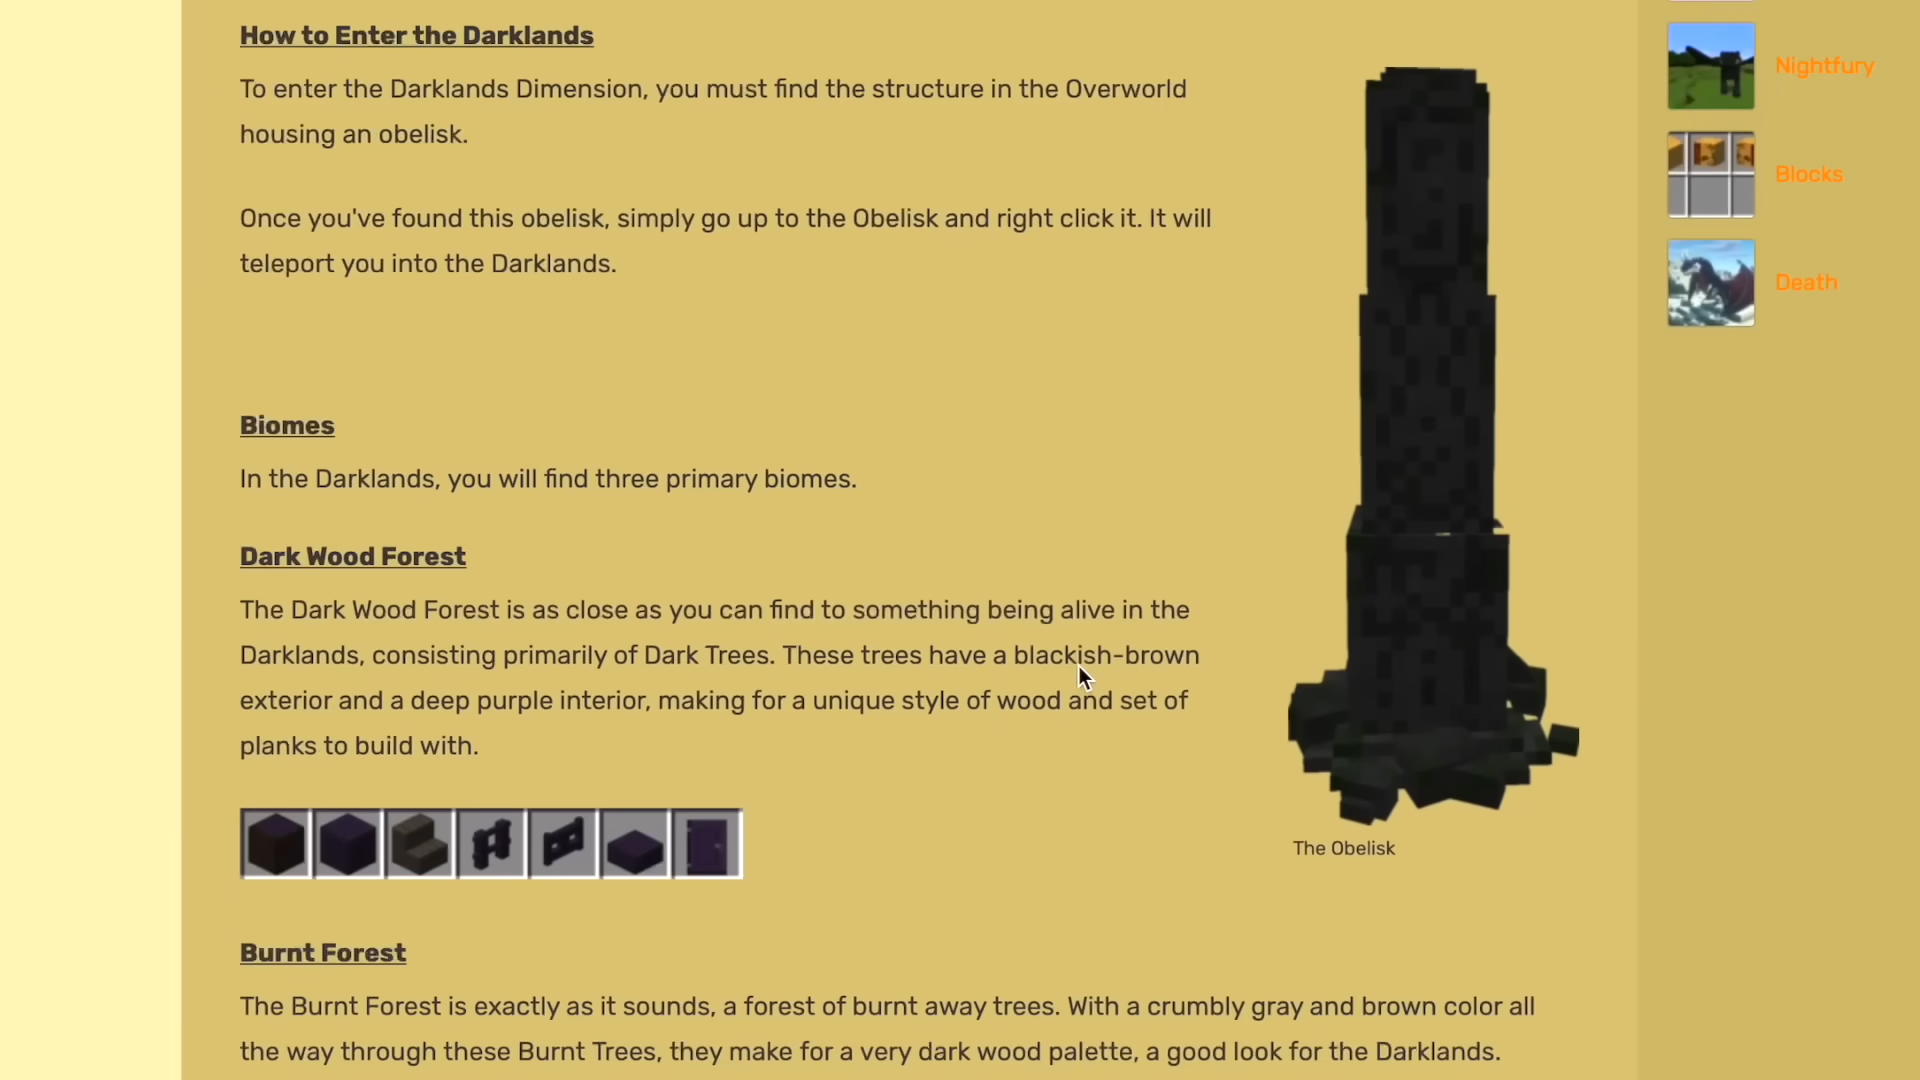 How to Enter the Darklands
To enter the Darklands Dimension, you must find the structure in the Overworld
housing an obelisk.
Once you've found this obelisk, simply go up to the Obelisk and right click it. It will
teleport you into the Darklands.
Biomes
In the Darklands, you will find three primary biomes.
Dark Wood Forest
The Dark Wood Forest is as close as you can find to something being alive in the
Darklands, consisting primarily of Dark Trees. These trees have a blackish-brown
exterior and a deep purple interior, making for a unique style of wood and set of
planks to build with.
The Obelisk
Burnt Forest
The Burnt Forest is exactly as it sounds, a forest of burnt away trees. With a crumbly gray and brown color all
the way through these Burnt Trees, they make for a very dark wood palette, a good look for the Darklands.
Nightfury
Blocks
Death